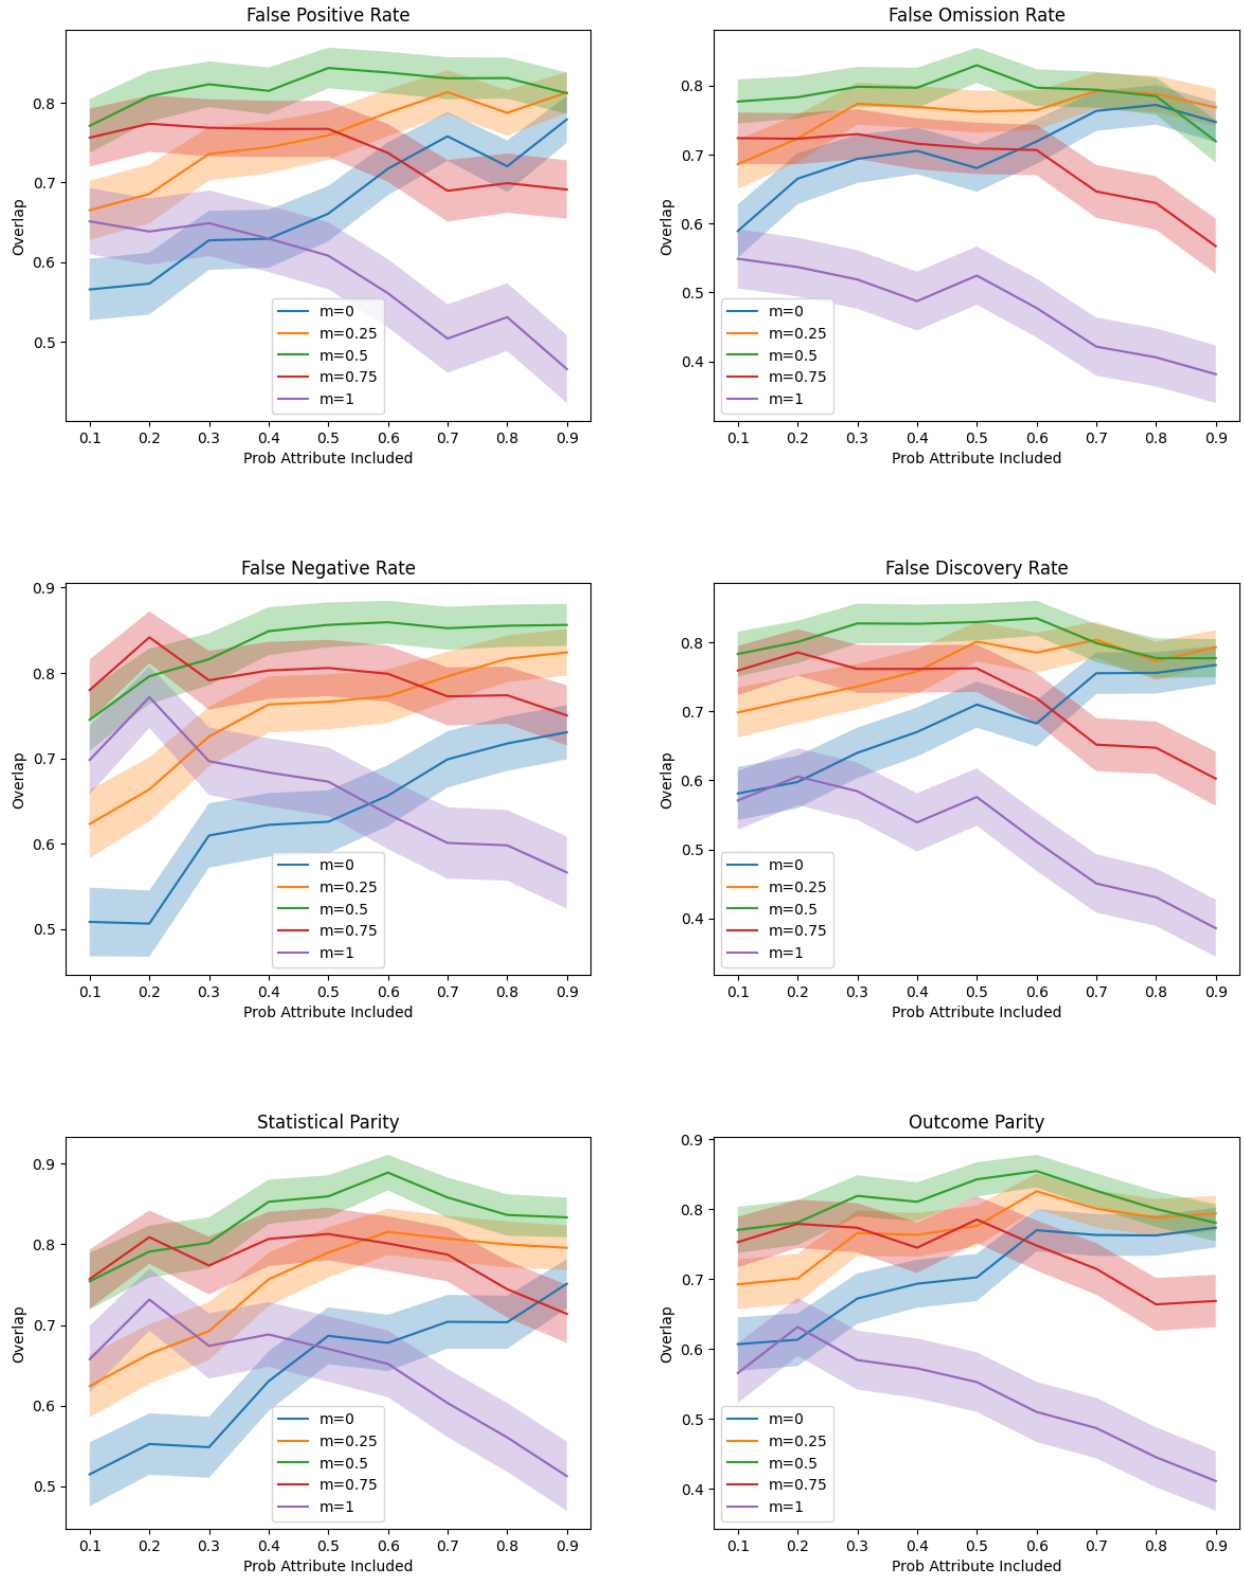 False Positive Rate
Overlap
0.8
0.7
0.6
0.5
m=0
m=0.25
m=0.5
m=0.75
m=1
0.1 0.2 0.3 0.4 0.5 0.6 0.7 0.8 0.9
Prob Attribute Included
False Omission Rate
Overlap
0.8
0.7
0.6
0.5
0.4
m=0
m=0.25
m=0.5
m=0.75
m=1
0.1 0.2 0.3 0.4 0.5 0.6 0.7 0.8 0.9
Prob Attribute Included
False Negative Rate
Overlap
0.9
0.8
0.7
0.6
0.5
m=0
m=0.25
m=0.5
m=0.75
m=1
0.1 0.2 0.3 0.4 0.5 0.6 0.7 0.8 0.9
Prob Attribute Included
False Discovery Rate
Overlap
0.8
0.7
0.6
0.5
0.4
m=0
m=0.25
m=0.5
m=0.75
m=1
0.1 0.2 0.3 0.4 0.5 0.6 0.7 0.8 0.9
Prob Attribute Included
Statistical Parity
Overlap
0.9
0.8
0.7
0.6
0.5
m=0
m=0.25
m=0.5
m=0.75
m=1
0.1 0.2 0.3 0.4 0.5 0.6 0.7 0.8 0.9
Prob Attribute Included
Outcome Parity
Overlap
0.9
0.8
0.7
0.6
0.5
0.4
m=0
m=0.25
m=0.5
m=0.75
m=1
0.1 0.2 0.3 0.4 0.5 0.6 0.7 0.8 0.9
Prob Attribute Included